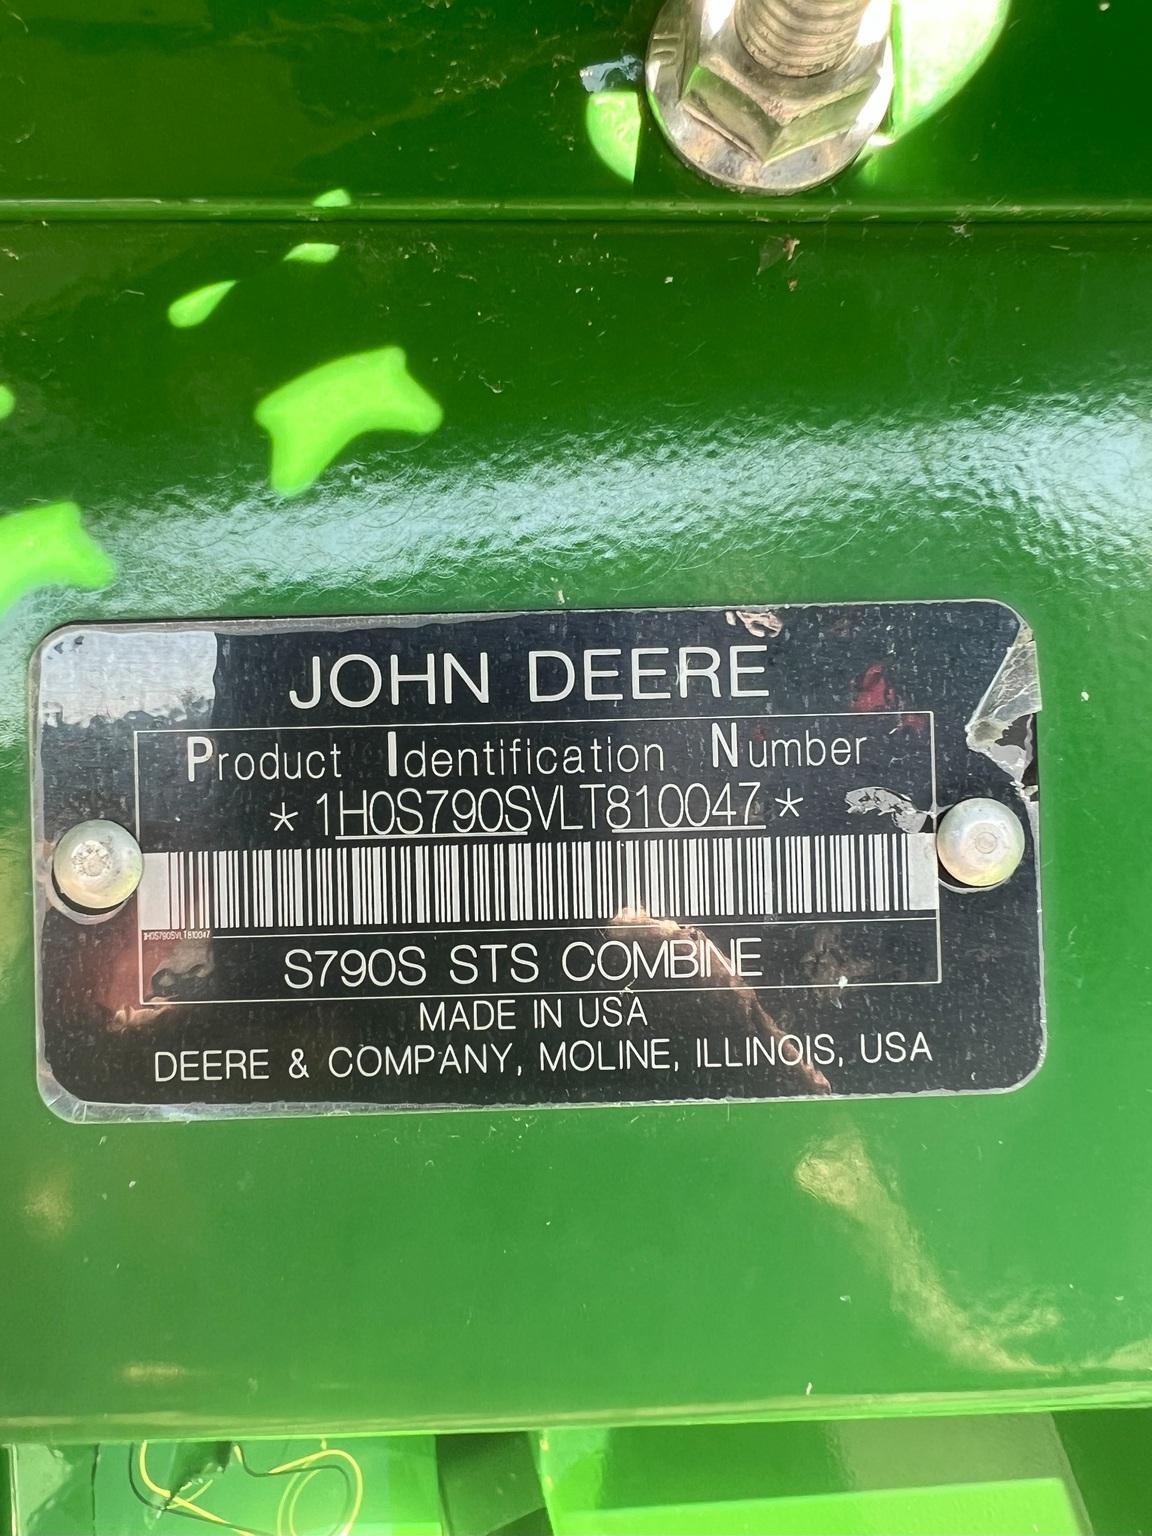 JOHN DEERE
Product Identification Number
* 1H0S790SVLT810047 *
1H0S790SVLT810047
S790S STS COMBINE
MADE IN USA
DEERE & COMPANY, MOLINE, ILLINOIS, USA